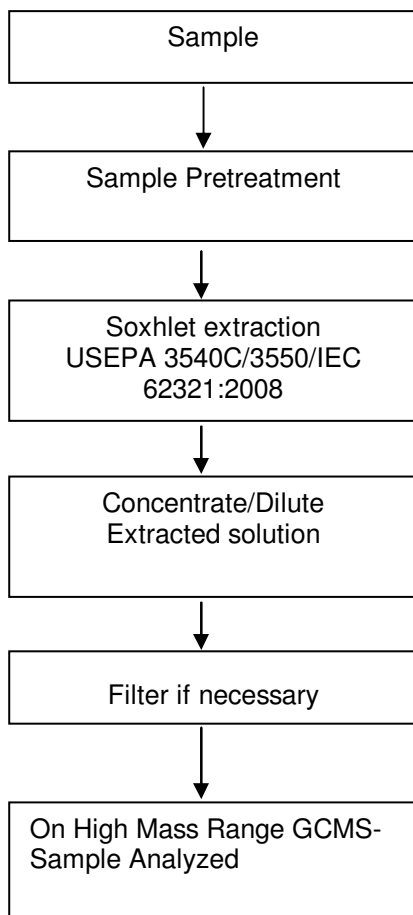 Sample
Sample Pretreatment
Soxhlet extraction
USEPA 3540C/3550/IEC
62321:2008
Concentrate/Dilute
Extracted solution
Filter if necessary
On High Mass Range GCMS-
Sample Analyzed